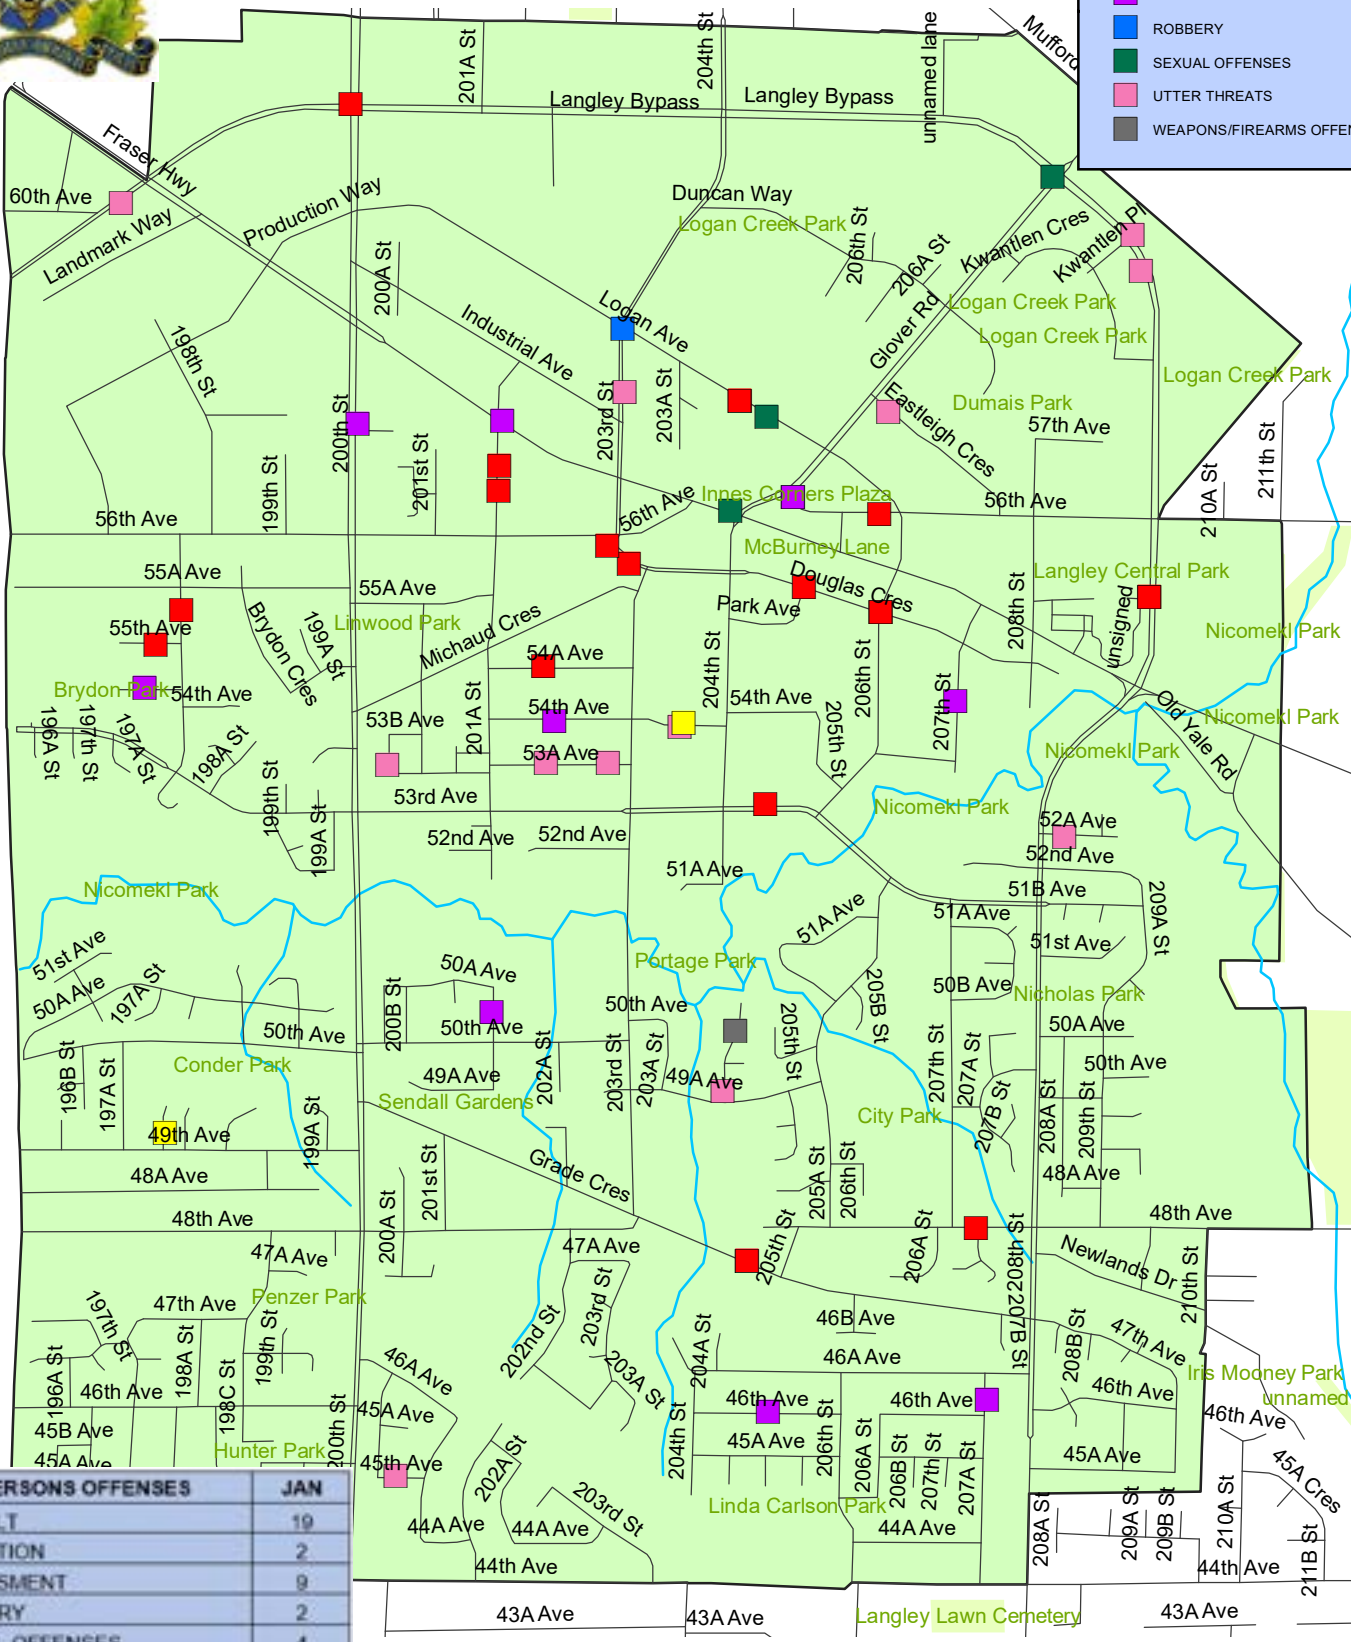 ROBBERY
SEXUAL OFFENSES
UTTER THREATS
WEAPONS/FIREARMS OFFEN
Mufford
201A St
204th St
unnamed lane
Langley Bypass
Langley Bypass
Fraser Hwy
60th Ave
Landmark Way
Production Way
Duncan Way
Logan Creek Park
206th St
206A St
Kwantlen Cres
Kwantlen Pl
200A St
Logan Creek Park
Logan Ave
Industrial Ave
Glover Rd
Logan Creek Park
198th St
Logan Creek Park
203rd St
203A St
Eastleigh Cres
Dumais Park
57th Ave
200th St
201st St
199th St
211th St
210A St
56th Ave
56th Ave
Innes Corners Plaza
56th Ave
McBurney Lane
55A Ave
55A Ave
Douglas Cres
208th St
Langley Central Park
unsigned
Park Ave
Brydon Cres
199A St
Linwood Park
Michaud Cres
55th Ave
Nicomekl Park
54A Ave
204th St
206th St
Brydon Park
54th Ave
201A St
54th Ave
54th Ave
207th St
Old Yale Rd
196A St
197th St
197A St
198A St
53B Ave
205th St
Nicomekl Park
Nicomekl Park
53A Ave
199th St
53rd Ave
Nicomekl Park
199A St
52nd Ave
52nd Ave
52A Ave
52nd Ave
51A Ave
Nicomekl Park
51B Ave
209A St
51A Ave
51A Ave
51st Ave
51st Ave
Portage Park
50A Ave
197A St
50A Ave
200B St
50th Ave
205B St
50B Ave
Nicholas Park
50th Ave
50th Ave
205th St
50A Ave
Conder Park
202A St
203rd St
203A St
207th St
207A St
50th Ave
196B St
197A St
49A Ave
49A Ave
Sendall Gardens
City Park
207B St
208A St
209th St
49th Ave
199A St
48A Ave
Grade Cres
48A Ave
201st St
205A St
206th St
48th Ave
200A St
48th Ave
47A Ave
47A Ave
205th St
206A St
208th St
Newlands Dr
210th St
Penzer Park
47th Ave
197th St
202nd St
203rd St
46B Ave
207B St
208B St
47th Ave
198A St
199th St
46A Ave
204A St
46A Ave
196A St
46th Ave
198C St
203A St
46th Ave
46th Ave
46th Ave
Iris Mooney Park
unnamed
45B Ave
200th St
45A Ave
204th St
45A Ave
206th St
206A St
206B St
207th St
207A St
45A Ave
46th Ave
45A Ave
Hunter Park
45th Ave
202A St
45A Cres
203rd St
Linda Carlson Park
44A Ave
44A Ave
44A Ave
208A St
209A St
209B St
210A St
211B St
44th Ave
44th Ave
43A Ave
43A Ave
Langley Lawn Cemetery
43A Ave
ERSONS OFFENSES JAN
LT 19
TION 2
SMENT 9
RY 2
OFFENSES 4